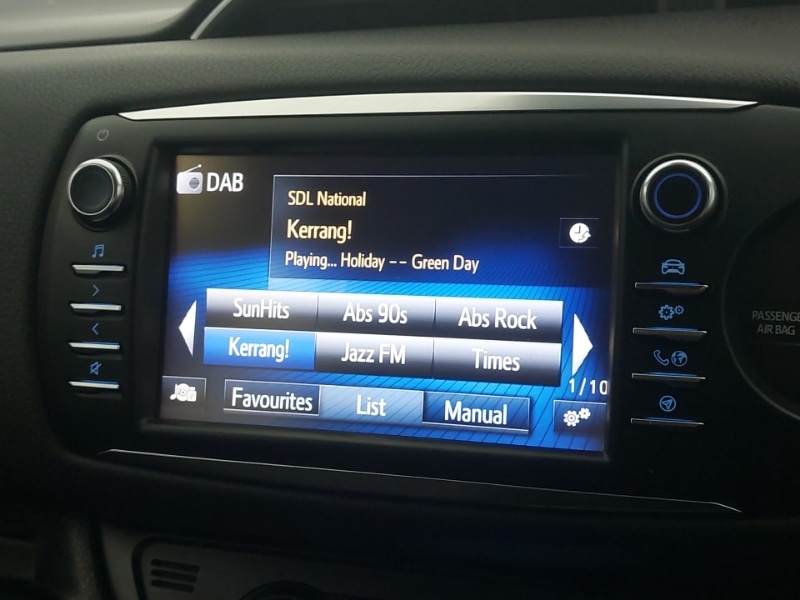 DAB
SDL National
Kerrang!
Playing... Holiday -- Green Day
SunHits Abs 90s Abs Rock
Kerrang! Jazz FM Times
1/10
Favourites List Manual
PASSENGE
AIR BAG